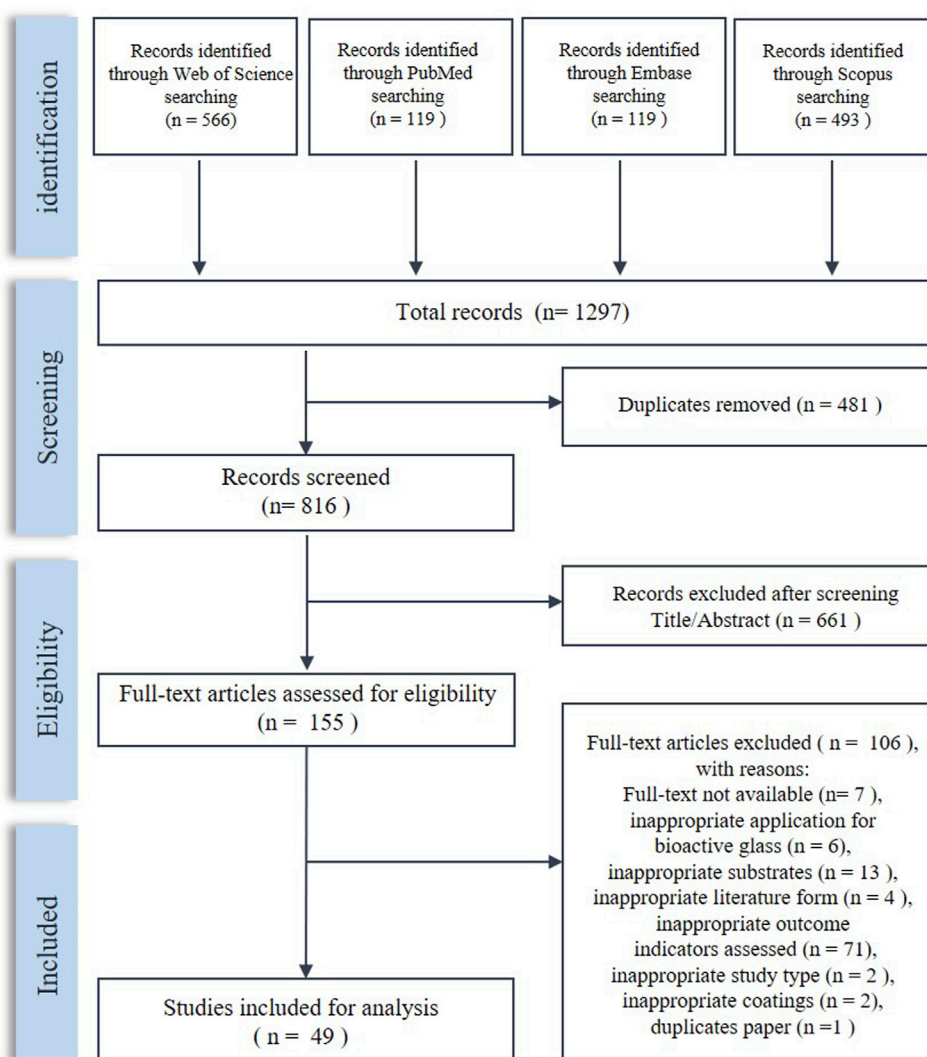 identification
Records identified
through Web of Science
searching
(n = 566)
Records identified
through PubMed
searching
(n = 119 )
Records identified
through Embase
searching
(n = 119 )
Records identified
through Scopus
searching
(n = 493 )
Screening
Total records  (n= 1297)
Duplicates removed (n = 481 )
Records screened
(n= 816 )
Eligibility
Records excluded after screening
Title/Abstract (n = 661 )
Full-text articles assessed for eligibility
(n =  155 )
Included
Full-text articles excluded ( n =  106 ),
with reasons:
Full-text not available (n= 7 ),
inappropriate application for
bioactive glass (n = 6),
inappropriate substrates (n = 13 ),
inappropriate literature form (n = 4 ),
inappropriate outcome
indicators assessed (n = 71),
inappropriate study type (n = 2 ),
inappropriate coatings (n = 2),
duplicates paper (n =1 )
Studies included for analysis
( n =  49 )